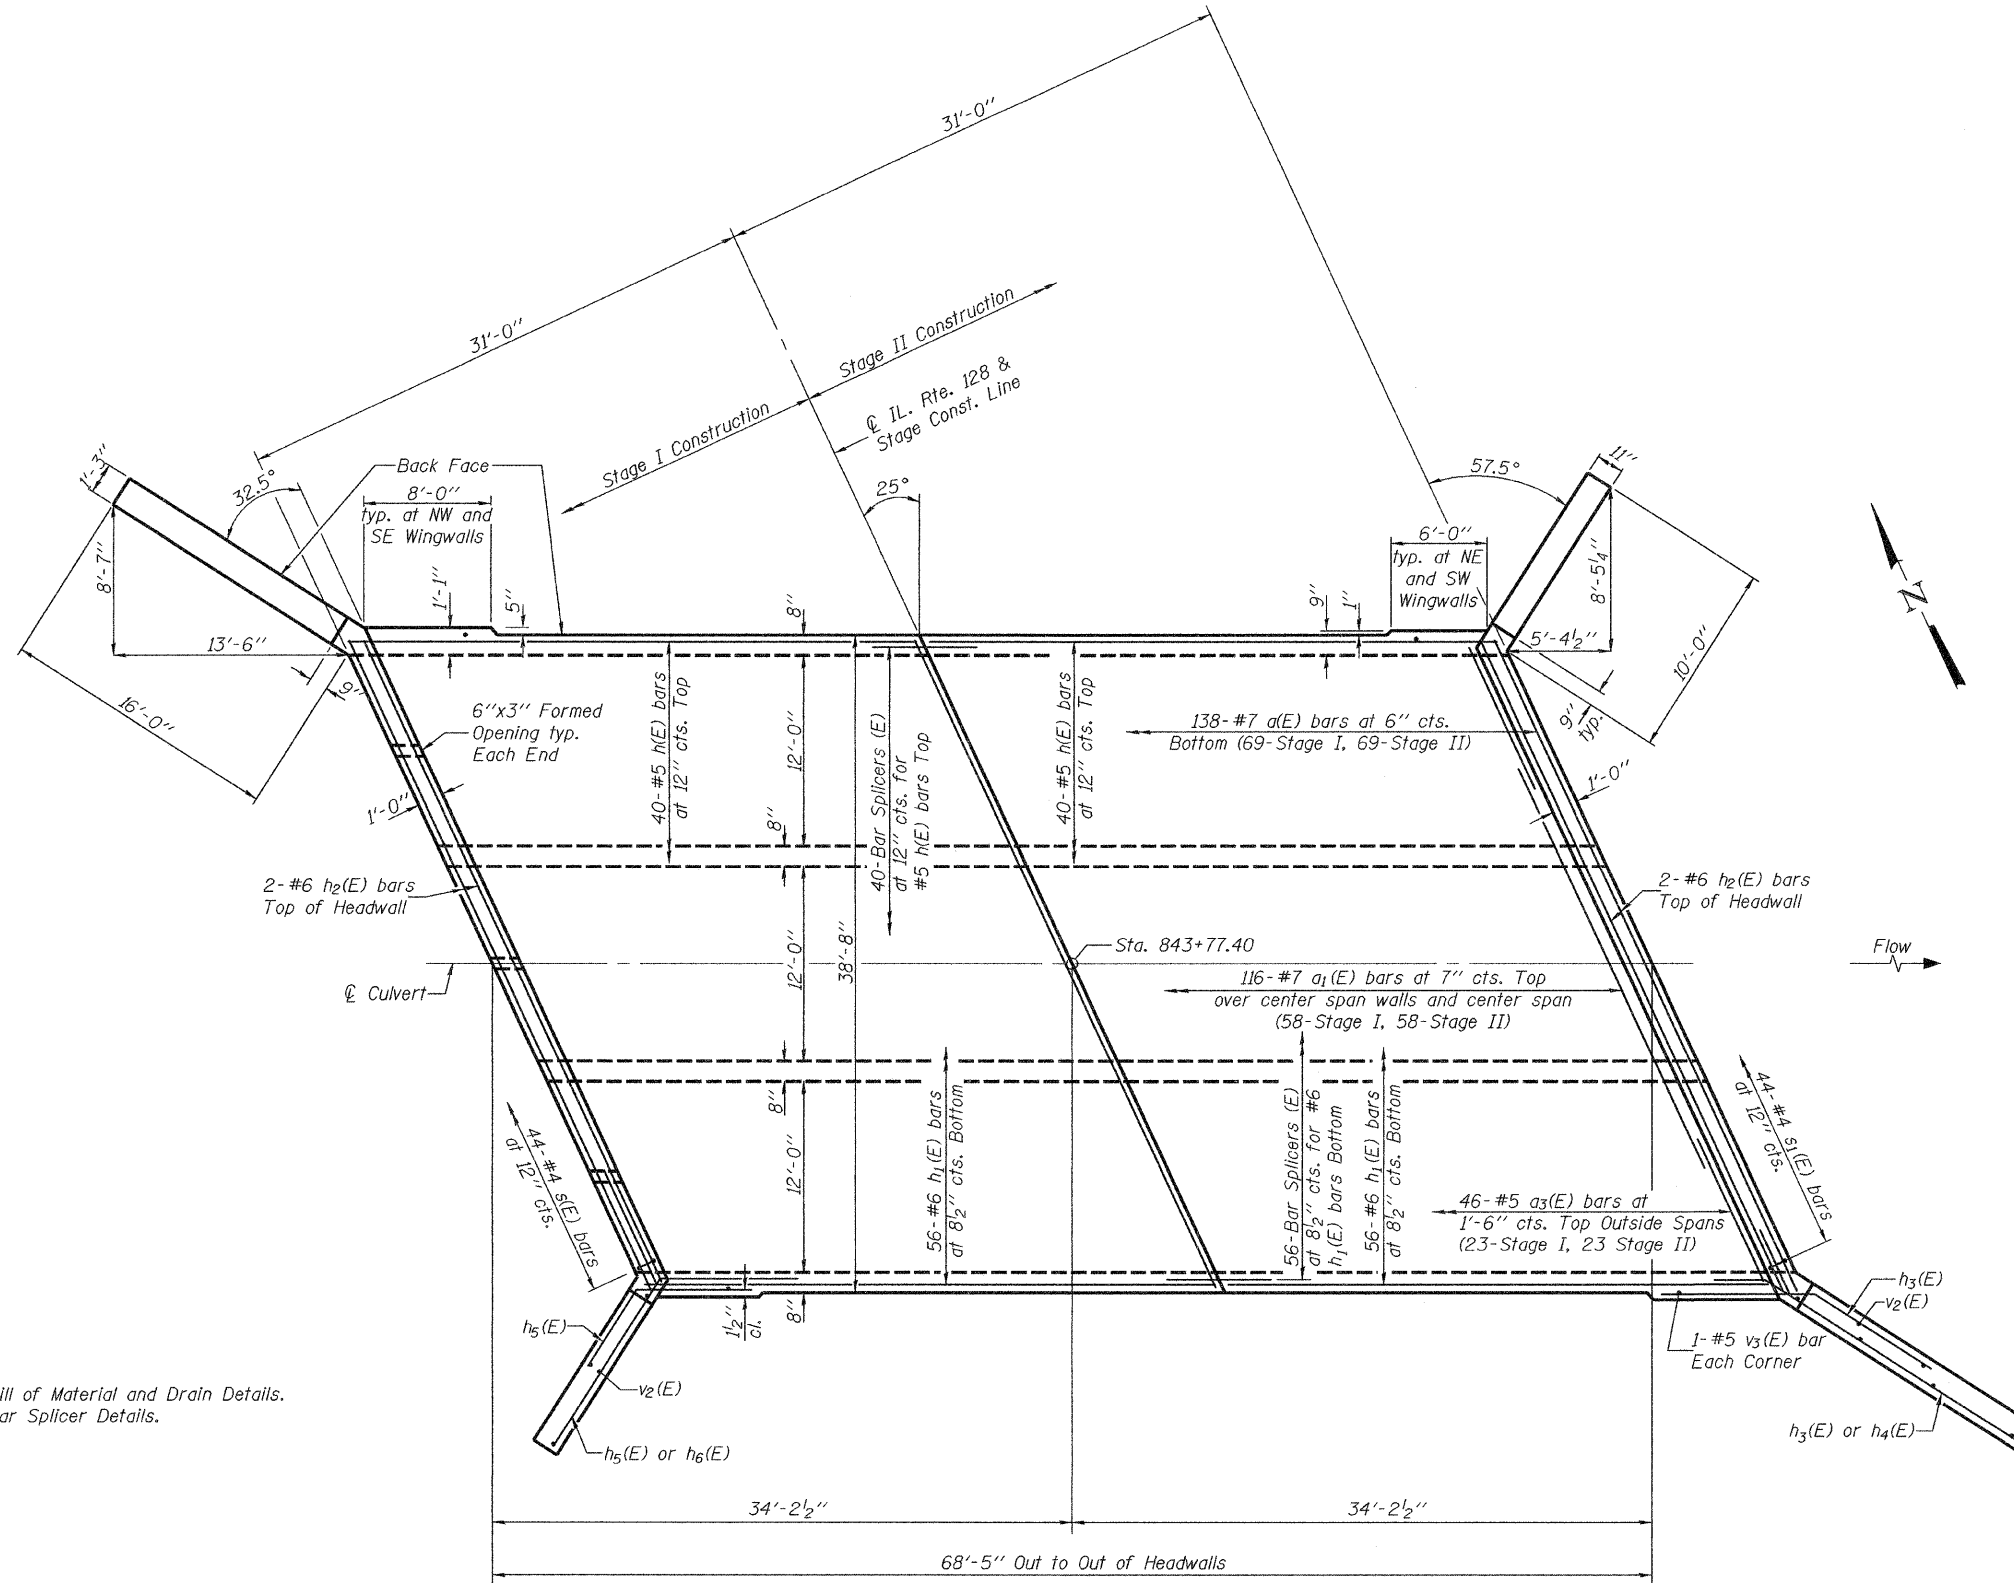 31'-0"
31'-0"
Stage II Construction
Stage I Construction
℄ IL. Rte. 128 &
Stage Const. Line
25°
1'-3"
32.5°
Back Face
8'-0"
typ. at NW and
SE Wingwalls
8'-7"
1'-1"
5"
8"
13'-6"
9"
16'-0"
57.5°
11"
6'-0"
typ. at NE
and SW
Wingwalls
9"
1"
8'-5¼"
5'-4½"
10'-0"
9"
typ.
N
6"x3" Formed
Opening typ.
Each End
40-#5 h(E) bars
at 12" cts. Top
12'-0"
40-Bar Splicers (E)
at 12" cts. for
#5 h(E) bars Top
40-#5 h(E) bars
at 12" cts. Top
138-#7 a(E) bars at 6" cts.
Bottom (69-Stage I, 69-Stage II)
1'-0"
1'-0"
8"
2-#6 h₂(E) bars
Top of Headwall
2-#6 h₂(E) bars
Top of Headwall
12'-0"
38'-8"
Sta. 843+77.40
Flow
℄ Culvert
116-#7 a₁(E) bars at 7" cts. Top
over center span walls and center span
(58-Stage I, 58-Stage II)
8"
12'-0"
56-#6 h₁(E) bars
at 8½" cts. Bottom
56-Bar Splicers (E)
at 8½" cts. for #6
h₁(E) bars Bottom
56-#6 h₁(E) bars
at 8½" cts. Bottom
44-#4 s(E) bars
at 12" cts.
44-#4 s₁(E) bars
at 12" cts.
46-#5 a₃(E) bars at
1'-6" cts. Top Outside Spans
(23-Stage I, 23 Stage II)
h₅(E)
1½"
cl.
8"
h₃(E)
v₂(E)
1-#5 v₃(E) bar
Each Corner
v₂(E)
h₅(E) or h₆(E)
h₃(E) or h₄(E)
ill of Material and Drain Details.
ar Splicer Details.
34'-2½"
34'-2½"
68'-5" Out to Out of Headwalls